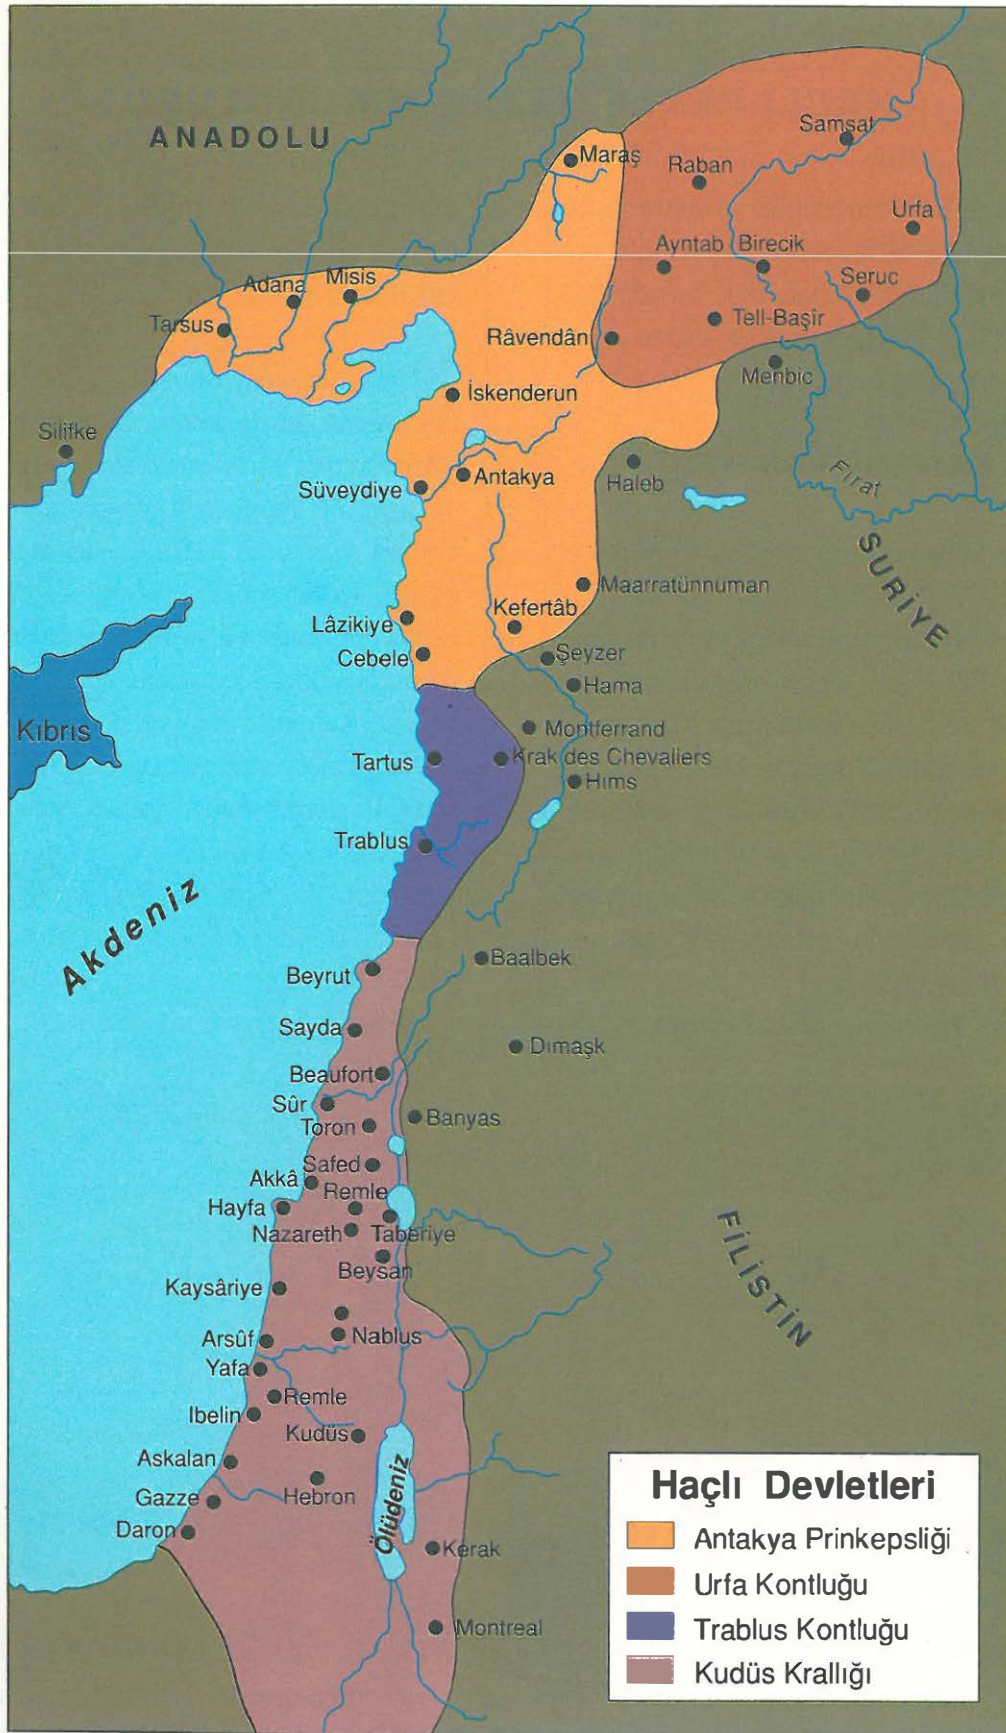 ANADOLU
Samsat
Maraş
Raban
Urfa
Ayntab
Birecik
Adana
Misis
Seruc
Tarsus
Tell-Başîr
Râvendân
Menbic
İskenderun
Silifke
Haleb
Fırat
Antakya
Süveydiye
SURİYE
Maarratünnuman
Kefertâb
Lâzikiye
Cebele
Şeyzer
Hama
Kıbrıs
Montferrand
Tartus
Krak des Chevaliers
Hıms
Trablus
Akdeniz
Baalbek
Beyrut
Sayda
Dımaşk
Beaufort
Sûr
Banyas
Toron
Safed
Akkâ
Remle
Hayfa
Nazareth
Taberiye
FİLİSTİN
Beysan
Kaysâriye
Arsûf
Nablus
Yafa
Remle
Ibelin
Kudüs
Askalan
Hebron
Gazze
Ölüdeniz
Daron
Kerak
Montreal
Haçlı Devletleri
Antakya Prinkepsliği
Urfa Kontluğu
Trablus Kontluğu
Kudüs Krallığı